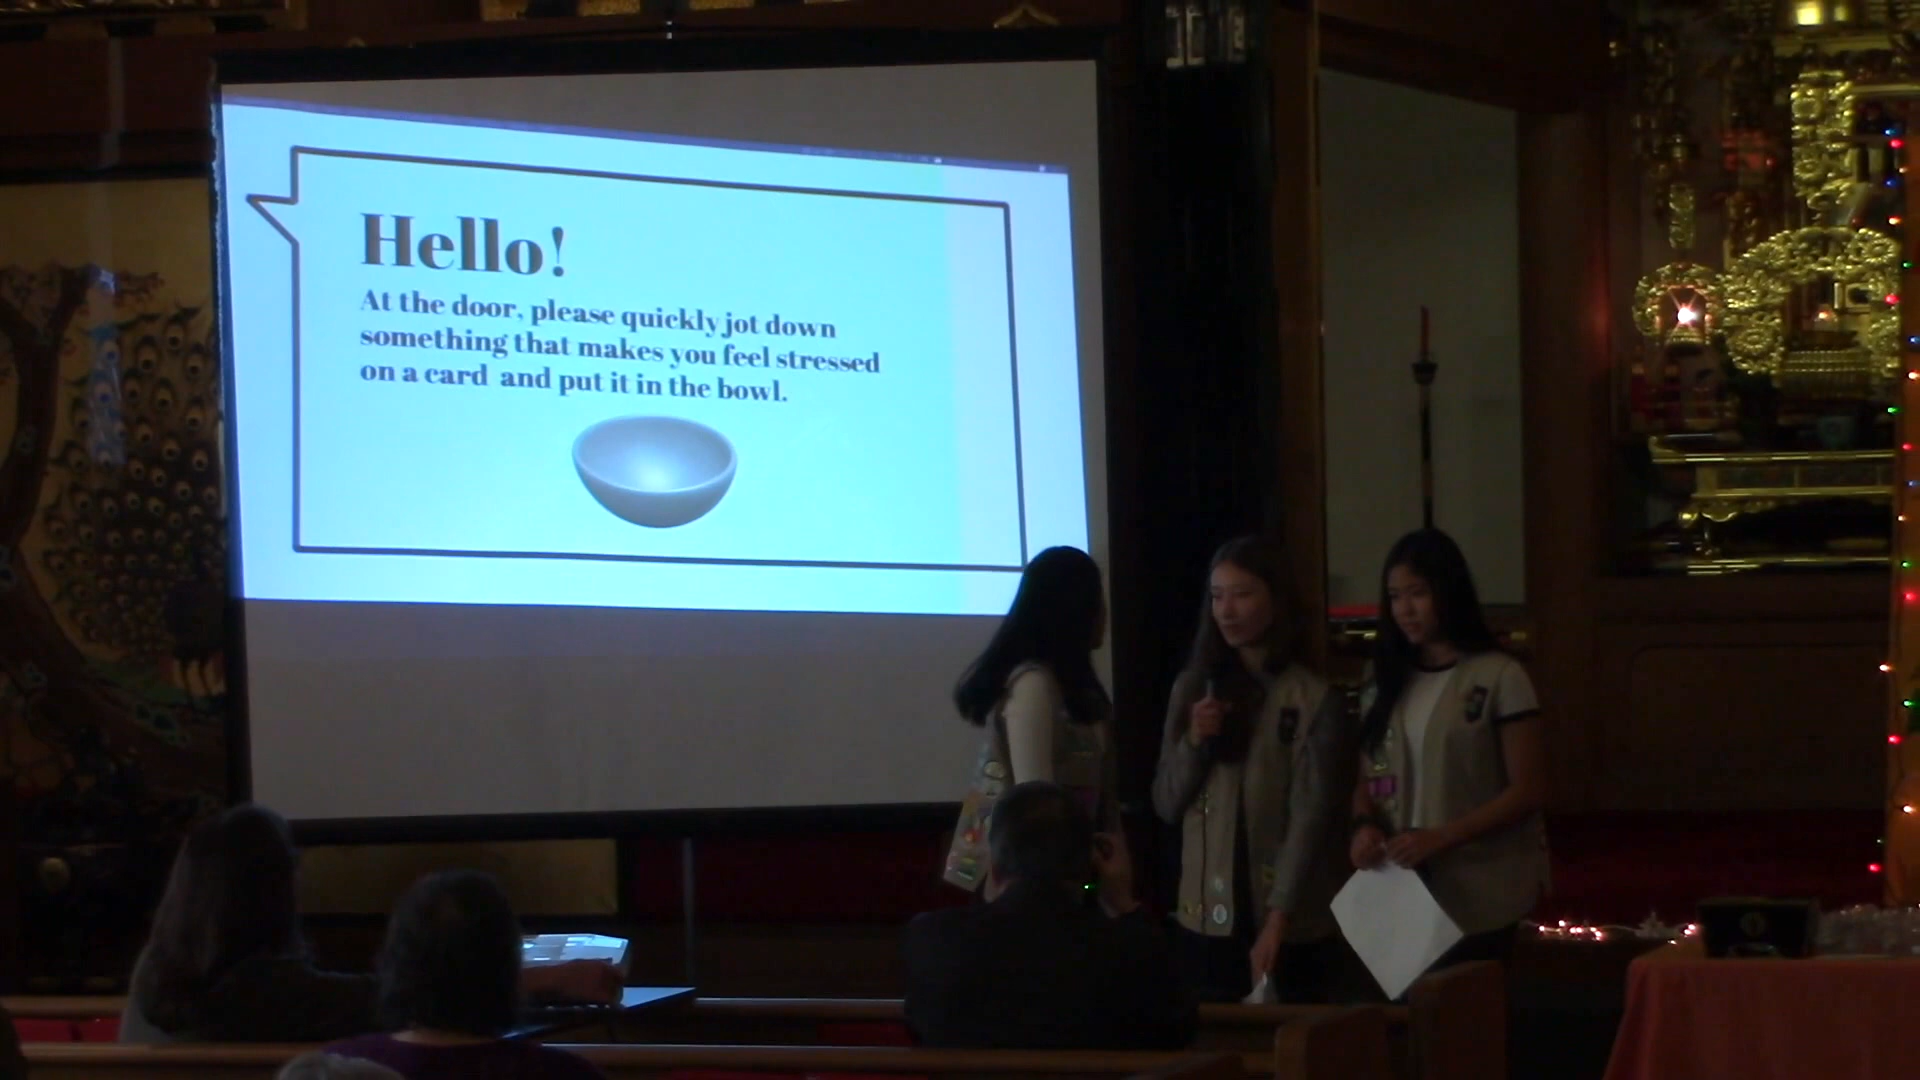 Hello!
At the door, please quickly jot down
something that makes you feel stressed
on a card and put it in the bowl.